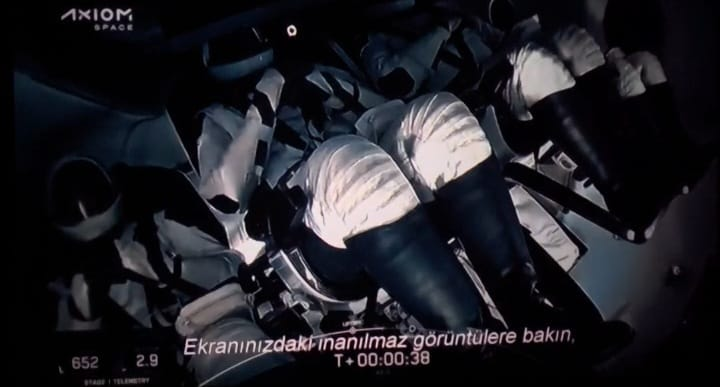 AXIOM
SPACE
Ekranınızdaki inanılmaz görüntülere bakın,
T+00:00:38
652 2.9
STAGE 1 TELEMETRY